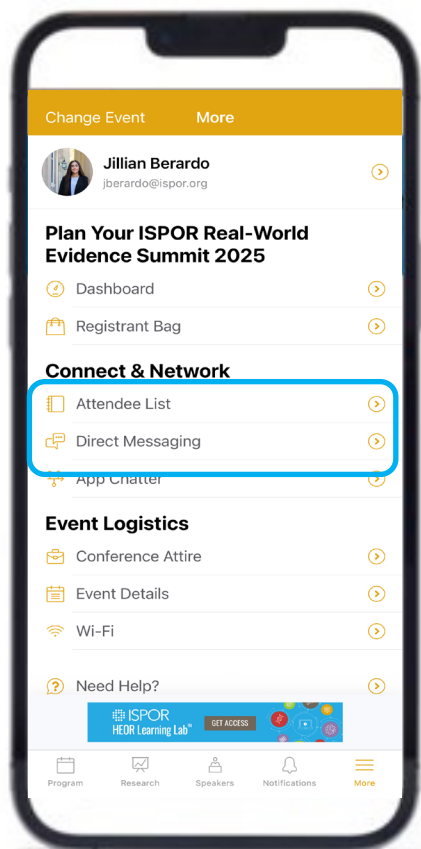 Change Event More
Jillian Berardo
jberardo@ispor.org
Plan Your ISPOR Real-World
Evidence Summit 2025
Dashboard
Registrant Bag
Connect & Network
Attendee List
Direct Messaging
App Chatter
Event Logistics
Conference Attire
Event Details
Wi-Fi
Need Help?
ISPOR
HEOR Learning Lab™
GET ACCESS
Program Research Speakers Notifications More